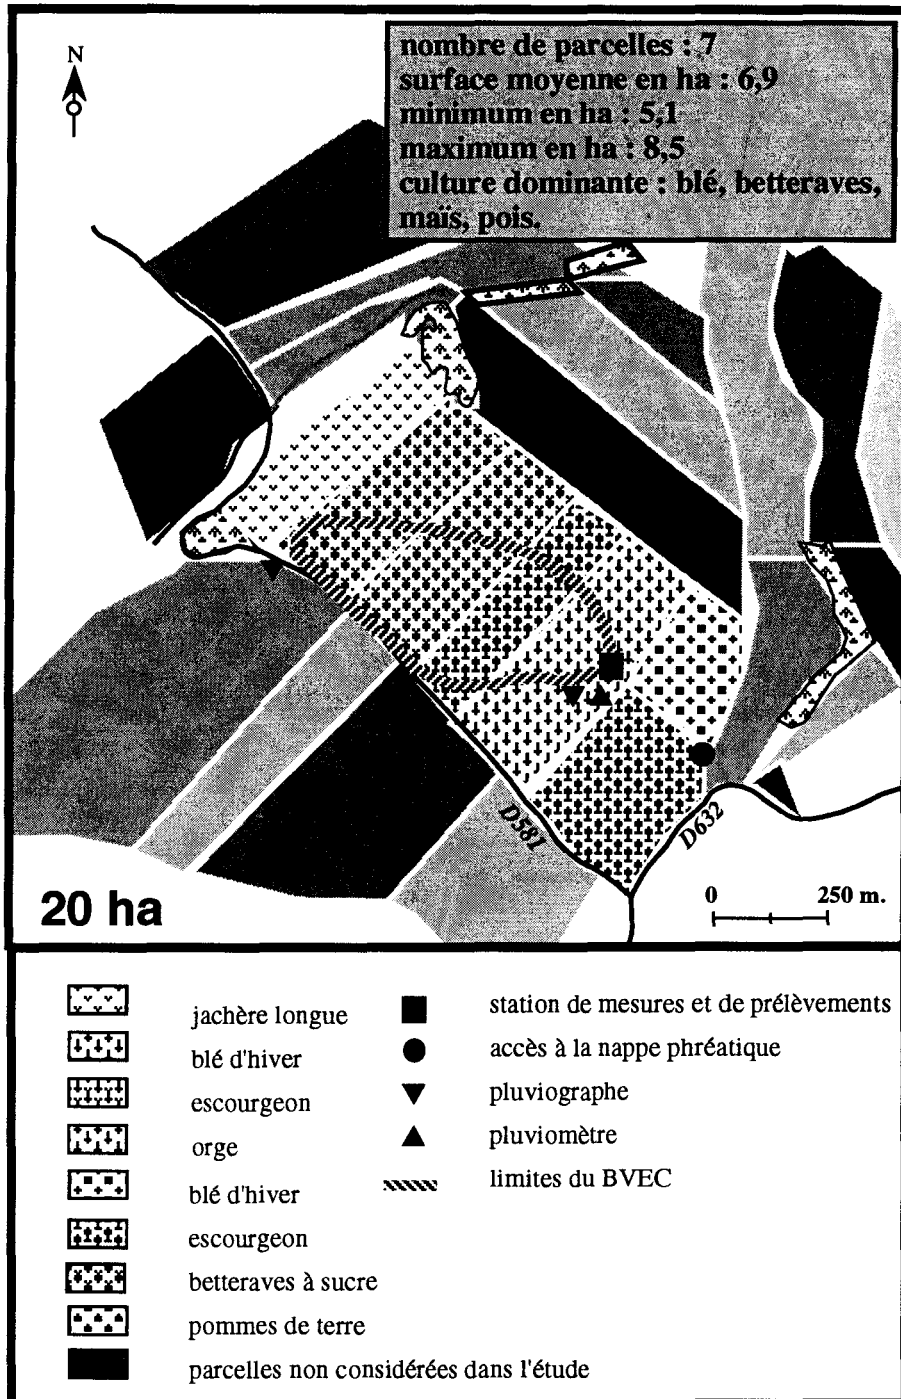 N
nombre de parcelles : 7
surface moyenne en ha : 6,9
minimum en ha : 5,1
maximum en ha : 8,5
culture dominante : blé, betteraves,
maïs, pois.
D581
D632
20 ha
0 250 m.
jachère longue
blé d'hiver
escourgeon
orge
blé d'hiver
escourgeon
betteraves à sucre
pommes de terre
parcelles non considérées dans l'étude
station de mesures et de prélèvements
accès à la nappe phréatique
pluviographe
pluviomètre
limites du BVEC